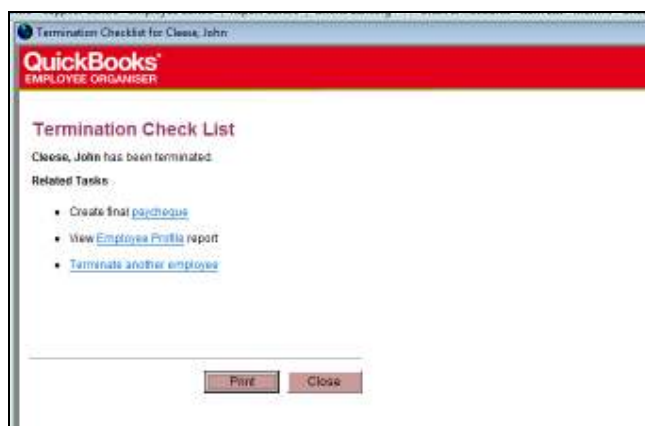 Termination Checklist for Cleese, John
QuickBooks
EMPLOYEE ORGANISER
Termination Check List
Cleese, John has been terminated.
Related Tasks
• Create final paycheque
• View Employee Profile report
• Terminate another employee
Print Close